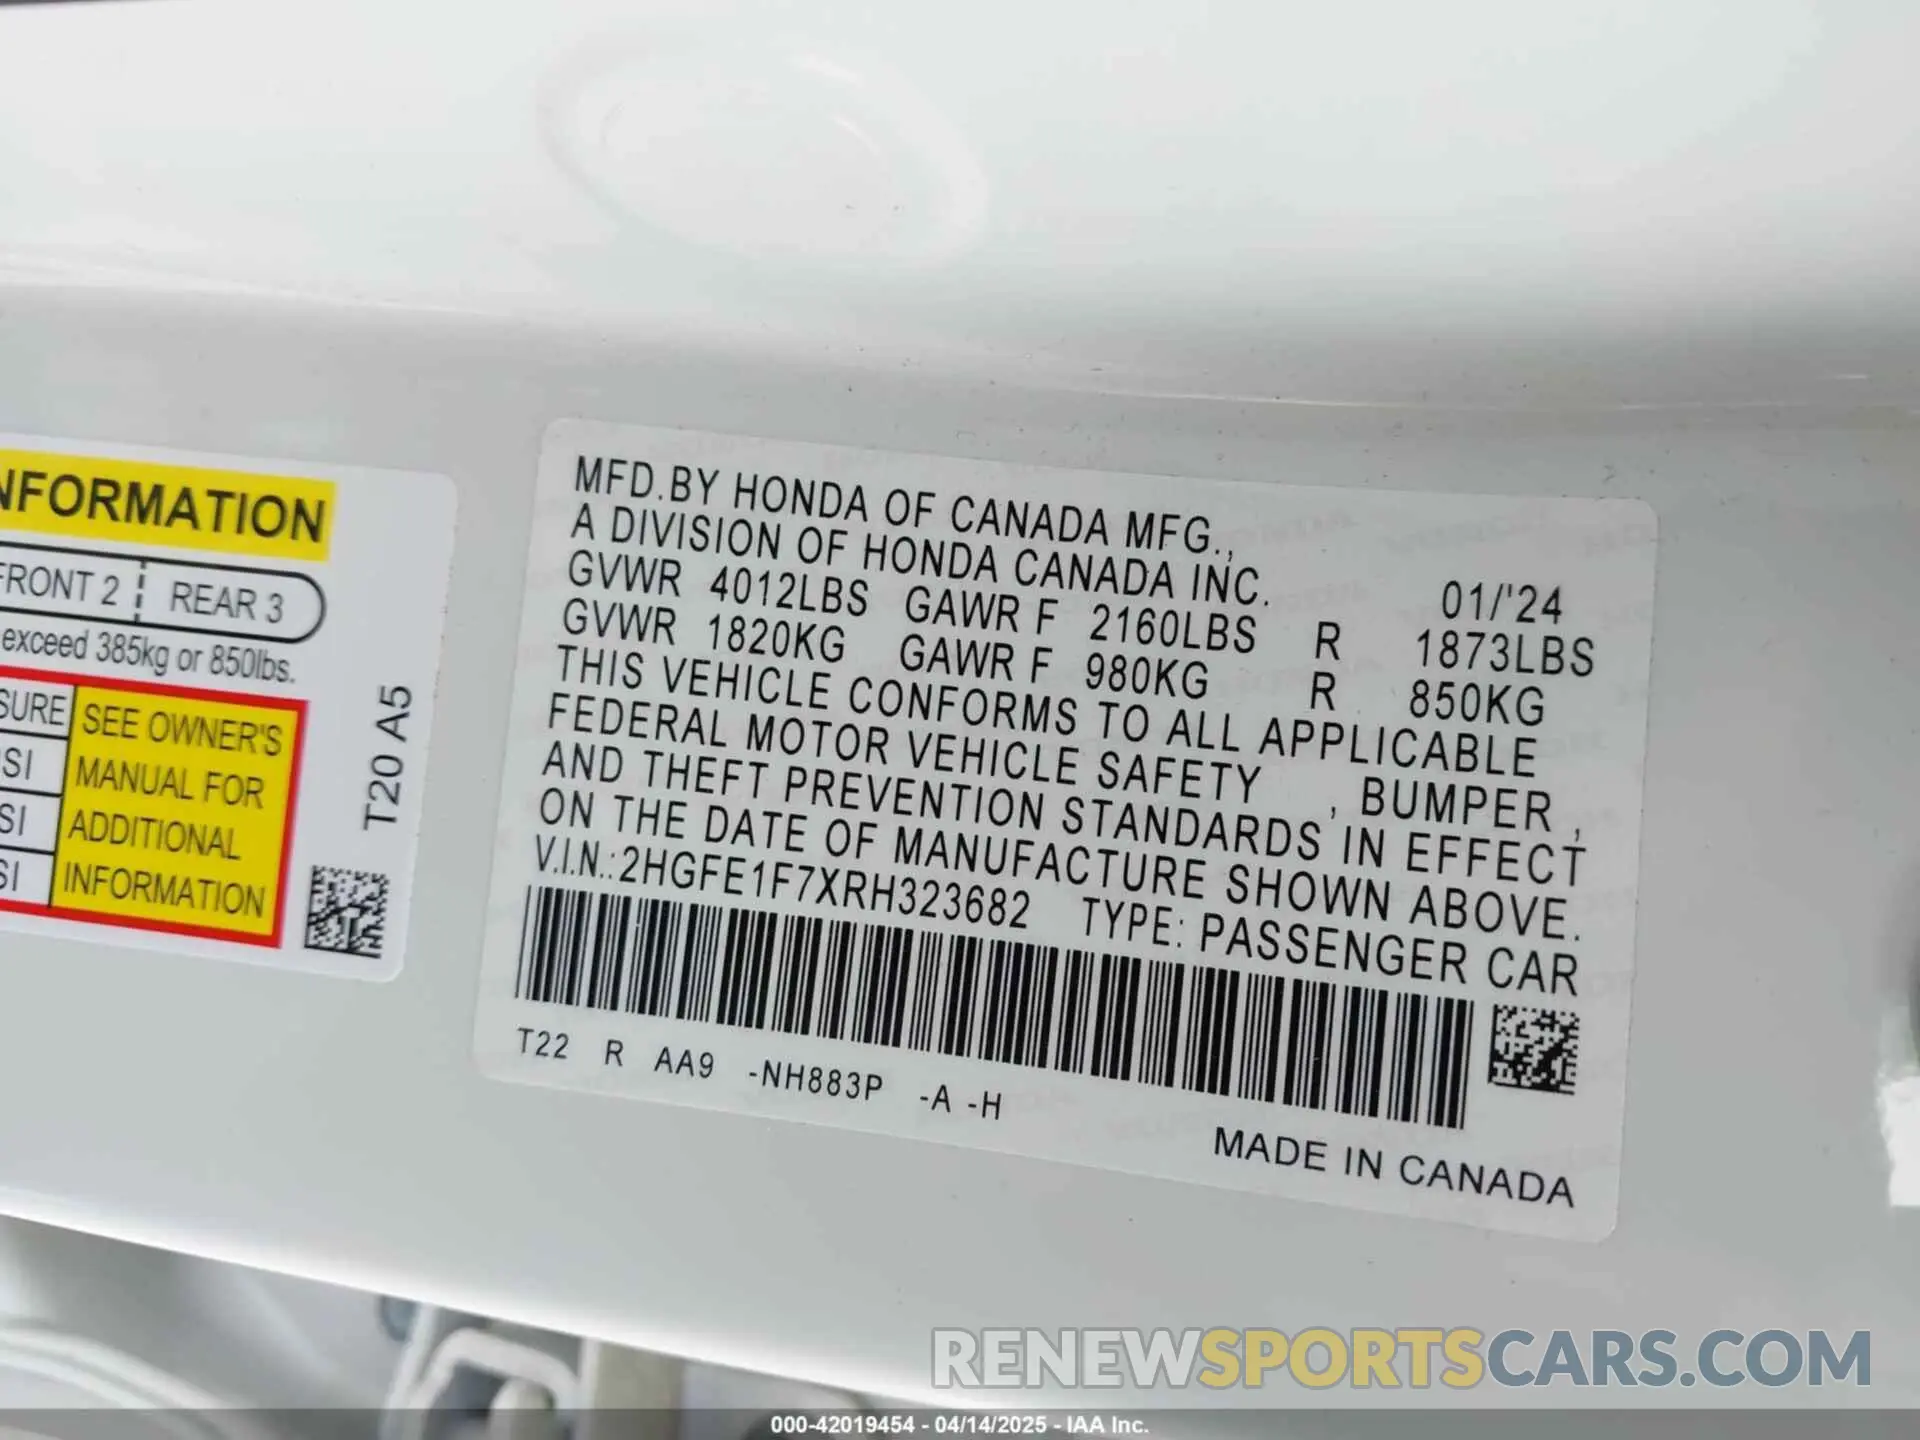 NFORMATION
FRONT 2 REAR 3
exceed 385kg or 850lbs.
SURE
SI
SI
SI
SEE OWNER'S
MANUAL FOR
ADDITIONAL
INFORMATION
T20 A5
MFD.BY HONDA OF CANADA MFG.,
A DIVISION OF HONDA CANADA INC. 01/'24
GVWR 4012LBS GAWR F 2160LBS R 1873LBS
GVWR 1820KG GAWR F 980KG R 850KG
THIS VEHICLE CONFORMS TO ALL APPLICABLE
FEDERAL MOTOR VEHICLE SAFETY , BUMPER ,
AND THEFT PREVENTION STANDARDS IN EFFECT
ON THE DATE OF MANUFACTURE SHOWN ABOVE.
V.I.N.: 2HGFE1F7XRH323682 TYPE: PASSENGER CAR
T22 R AA9 -NH883P -A -H
MADE IN CANADA
RENEWSPORTSCARS.COM
000-42019454 - 04/14/2025 - IAA Inc.